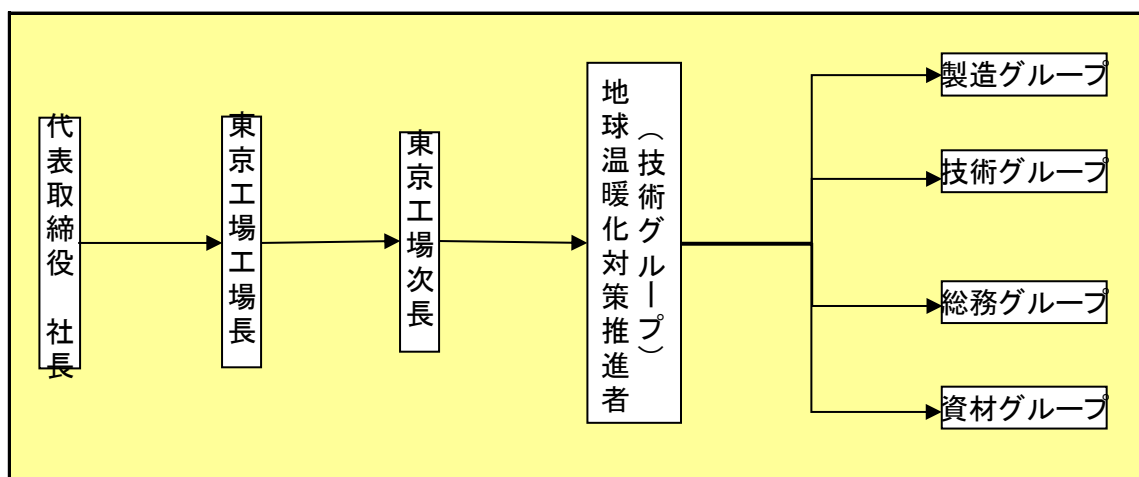 代表取締役　社長
東京工場工場長
東京工場次長
地球温暖化対策推進者
（技術グループ）
製造グループ
技術グループ
総務グループ
資材グループ